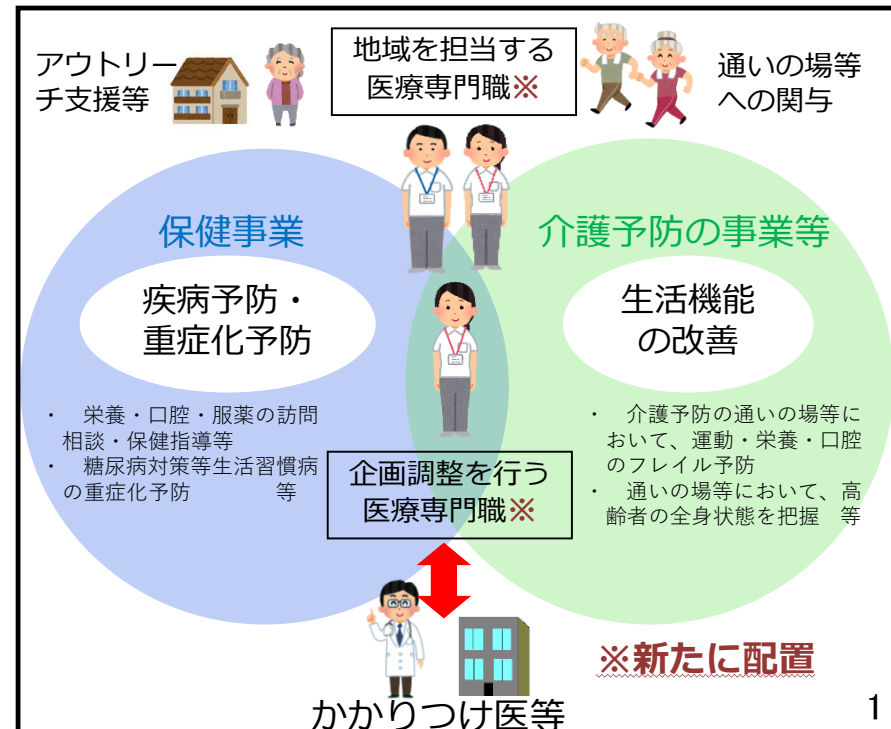 アウトリー
チ支援等
地域を担当する
医療専門職※
通いの場等
への関与
保健事業
介護予防の事業等
疾病予防・
重症化予防
生活機能
の改善
・　栄養・口腔・服薬の訪問
相談・保健指導等
・　糖尿病対策等生活習慣病
の重症化予防　　　　等
・　介護予防の通いの場等に
おいて、運動・栄養・口腔
のフレイル予防
・　通いの場等において、高
齢者の全身状態を把握　等
企画調整を行う
医療専門職※
※新たに配置
かかりつけ医等
1